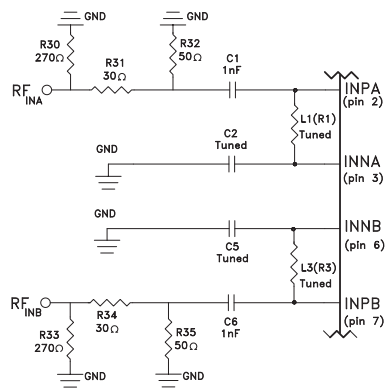 GND
GND
R30
270Ω
R31
30Ω
R32
50Ω
C1
1nF
RF INA
INPA
(pin 2)
L1(R1)
Tuned
C2
Tuned
GND
INNA
(pin 3)
GND
INNB
(pin 6)
C5
Tuned
L3(R3)
Tuned
RF INB
INPB
(pin 7)
R34
30Ω
C6
1nF
R33
270Ω
R35
50Ω
GND
GND